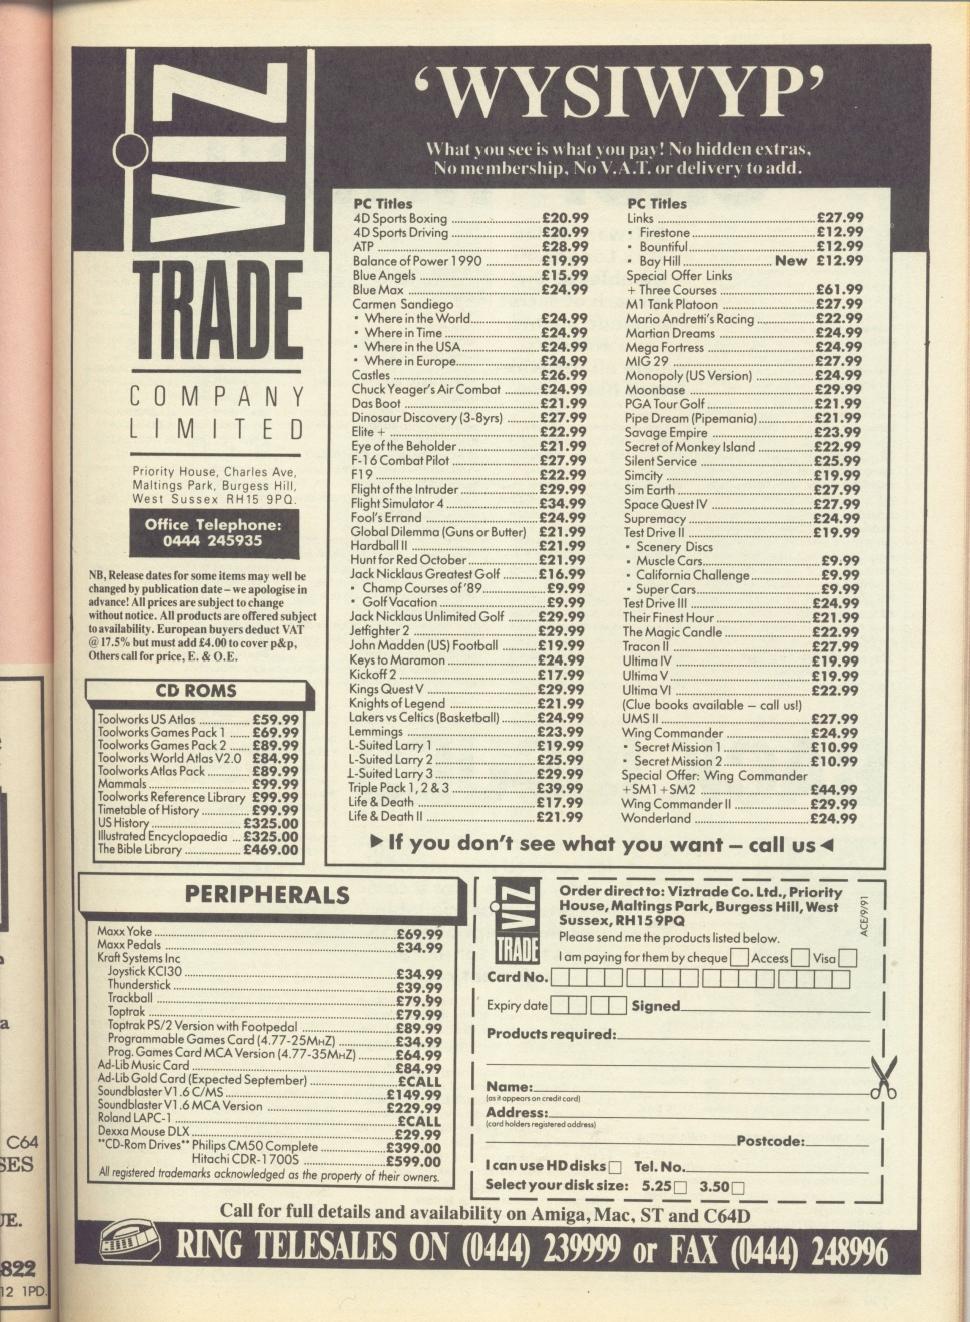 VIZ
TRADE
COMPANY
LIMITED
Priority House, Charles Ave,
Maltings Park, Burgess Hill,
West Sussex RH15 9PQ.
Office Telephone:
0444 245935
NB, Release dates for some items may well be
changed by publication date – we apologise in
advance! All prices are subject to change
without notice. All products are offered subject
to availability. European buyers deduct VAT
@ 17.5% but must add £4.00 to cover p&p,
Others call for price, E. & O.E.
'WYSIWYP'
What you see is what you pay! No hidden extras,
No membership, No V.A.T. or delivery to add.
PC Titles
4D Sports Boxing £20.99
4D Sports Driving £20.99
ATP £28.99
Balance of Power 1990 £19.99
Blue Angels £15.99
Blue Max £24.99
Carmen Sandiego
• Where in the World £24.99
• Where in Time £24.99
• Where in the USA £24.99
• Where in Europe £24.99
Castles £26.99
Chuck Yeager's Air Combat £24.99
Das Boot £21.99
Dinosaur Discovery (3-8yrs) £27.99
Elite + £22.99
Eye of the Beholder £21.99
F-16 Combat Pilot £27.99
F19 £22.99
Flight of the Intruder £29.99
Flight Simulator 4 £34.99
Fool's Errand £24.99
Global Dilemma (Guns or Butter) £21.99
Hardball II £21.99
Hunt for Red October £21.99
Jack Nicklaus Greatest Golf £16.99
• Champ Courses of '89 £9.99
• Golf Vacation £9.99
Jack Nicklaus Unlimited Golf £29.99
Jetfighter 2 £29.99
John Madden (US) Football £19.99
Keys to Maramon £24.99
Kickoff 2 £17.99
Kings Quest V £29.99
Knights of Legend £21.99
Lakers vs Celtics (Basketball) £24.99
Lemmings £23.99
L-Suited Larry 1 £19.99
L-Suited Larry 2 £25.99
L-Suited Larry 3 £29.99
Triple Pack 1, 2 & 3 £39.99
Life & Death £17.99
Life & Death II £21.99
PC Titles
Links £27.99
• Firestone £12.99
• Bountiful £12.99
• Bay Hill New £12.99
Special Offer Links
+ Three Courses £61.99
M1 Tank Platoon £27.99
Mario Andretti's Racing £22.99
Martian Dreams £24.99
Mega Fortress £24.99
MIG 29 £27.99
Monopoly (US Version) £24.99
Moonbase £29.99
PGA Tour Golf £21.99
Pipe Dream (Pipemania) £21.99
Savage Empire £23.99
Secret of Monkey Island £22.99
Silent Service £25.99
Simcity £19.99
Sim Earth £27.99
Space Quest IV £27.99
Supremacy £24.99
Test Drive II £19.99
• Scenery Discs
• Muscle Cars £9.99
• California Challenge £9.99
• Super Cars £9.99
Test Drive III £24.99
Their Finest Hour £21.99
The Magic Candle £22.99
Tracon II £27.99
Ultima IV £19.99
Ultima V £19.99
Ultima VI £22.99
(Clue books available – call us!)
UMS II £27.99
Wing Commander £24.99
• Secret Mission 1 £10.99
• Secret Mission 2 £10.99
Special Offer: Wing Commander
+SM1 +SM2 £44.99
Wing Commander II £29.99
Wonderland £24.99
►If you don't see what you want – call us◄
CD ROMS
Toolworks US Atlas £59.99
Toolworks Games Pack 1 £69.99
Toolworks Games Pack 2 £89.99
Toolworks World Atlas V2.0 £84.99
Toolworks Atlas Pack £89.99
Mammals £99.99
Toolworks Reference Library £99.99
Timetable of History £99.99
US History £325.00
Illustrated Encyclopaedia £325.00
The Bible Library £469.00
PERIPHERALS
Maxx Yoke £69.99
Maxx Pedals £34.99
Kraft Systems Inc
Joystick KCI30 £34.99
Thunderstick £39.99
Trackball £79.99
Toptrak £79.99
Toptrak PS/2 Version with Footpedal £89.99
Programmable Games Card (4.77-25MHZ) £34.99
Prog. Games Card MCA Version (4.77-35MHZ) £64.99
Ad-Lib Music Card £84.99
Ad-Lib Gold Card (Expected September) £CALL
Soundblaster V1.6 C/MS £149.99
Soundblaster V1.6 MCA Version £229.99
Roland LAPC-1 £CALL
Dexxa Mouse DLX £29.99
**CD-Rom Drives** Philips CM50 Complete £399.00
Hitachi CDR-1700S £599.00
All registered trademarks acknowledged as the property of their owners.
VIZ
TRADE
Order direct to: Viztrade Co. Ltd., Priority
House, Maltings Park, Burgess Hill, West
Sussex, RH15 9PQ
ACE/9/91
Please send me the products listed below.
I am paying for them by cheque Access Visa
Card No.
Expiry date Signed
Products required:
Name:
(as it appears on credit card)
Address:
(card holders registered address)
Postcode:
I can use HD disks Tel. No.
Select your disk size: 5.25 3.50
Call for full details and availability on Amiga, Mac, ST and C64D
RING TELESALES ON (0444) 239999 or FAX (0444) 248996
C64
SES
UE.
822
12 1PD.